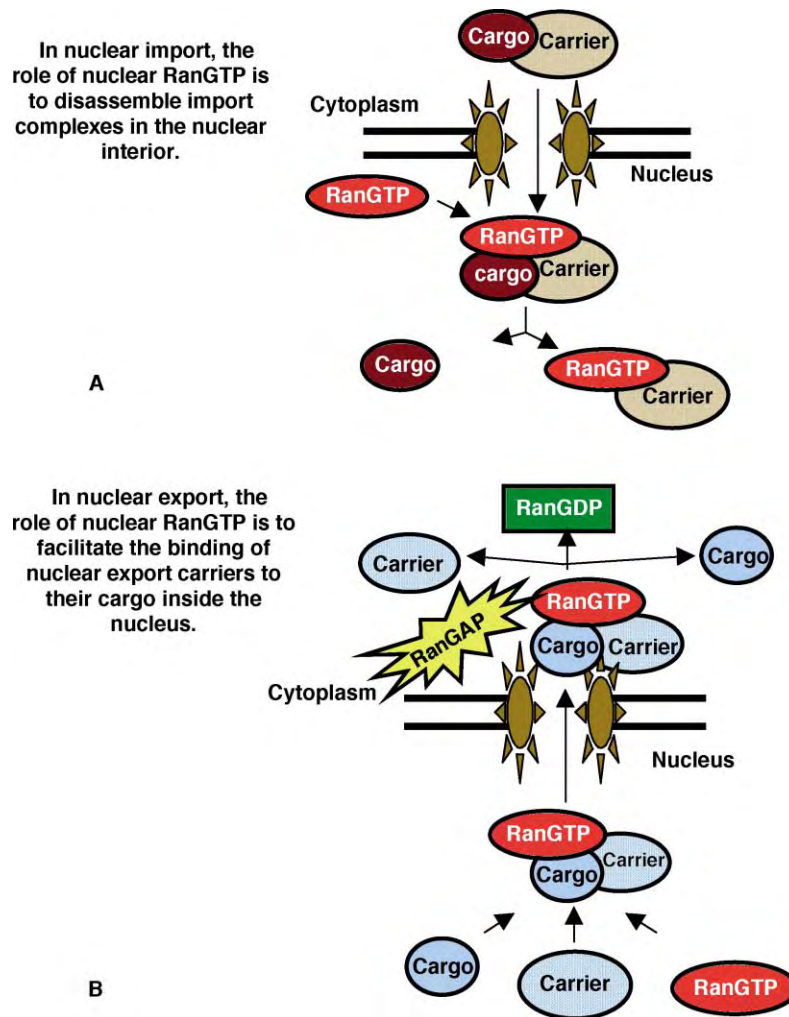 In nuclear import, the
role of nuclear RanGTP is
to disassemble import
complexes in the nuclear
interior.
Cargo
Carrier
Cytoplasm
Nucleus
RanGTP
RanGTP
cargo
Carrier
Cargo
RanGTP
Carrier
A
In nuclear export, the
role of nuclear RanGTP is to
facilitate the binding of
nuclear export carriers to
their cargo inside the
nucleus.
RanGDP
Carrier
Cargo
RanGTP
RanGAP
Cargo
Carrier
Cytoplasm
Nucleus
RanGTP
Carrier
Cargo
Cargo
Carrier
RanGTP
B